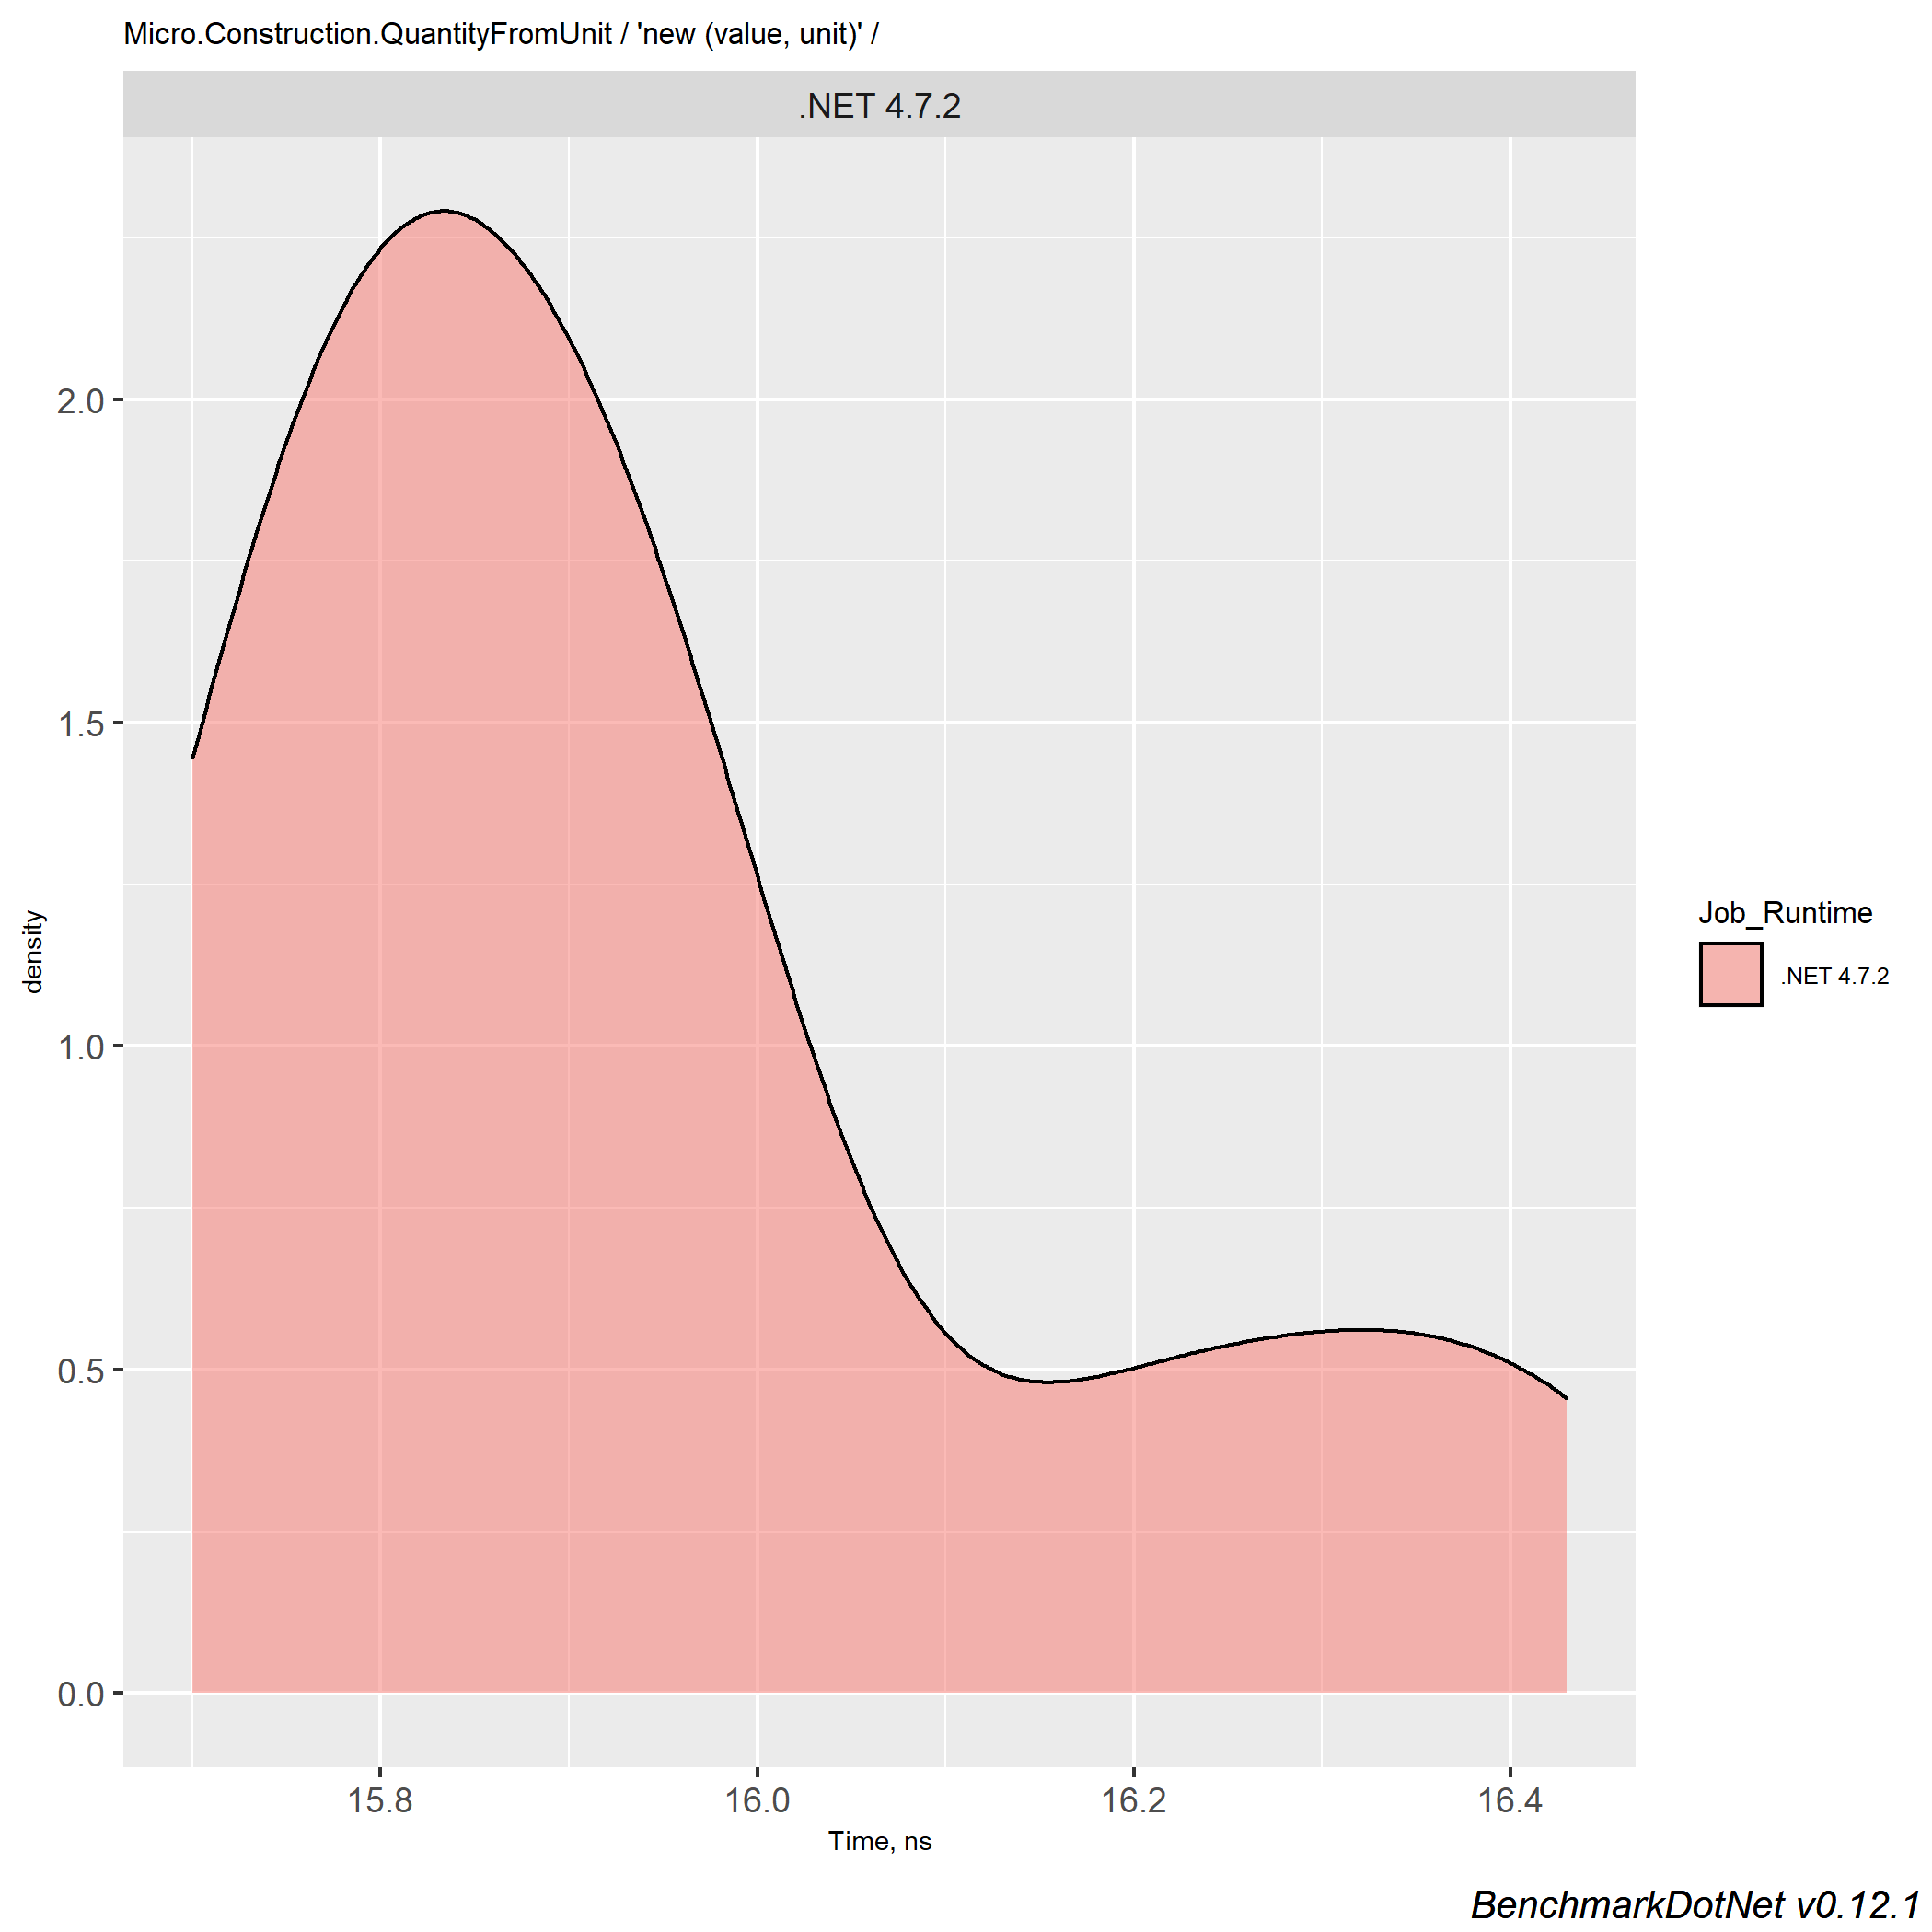 Micro.Construction.QuantityFromUnit / 'new (value, unit)' /
.NET 4.7.2
2.0
1.5
1.0
0.5
0.0
density
15.8 16.0 16.2 16.4
Time, ns
Job_Runtime
.NET 4.7.2
BenchmarkDotNet v0.12.1